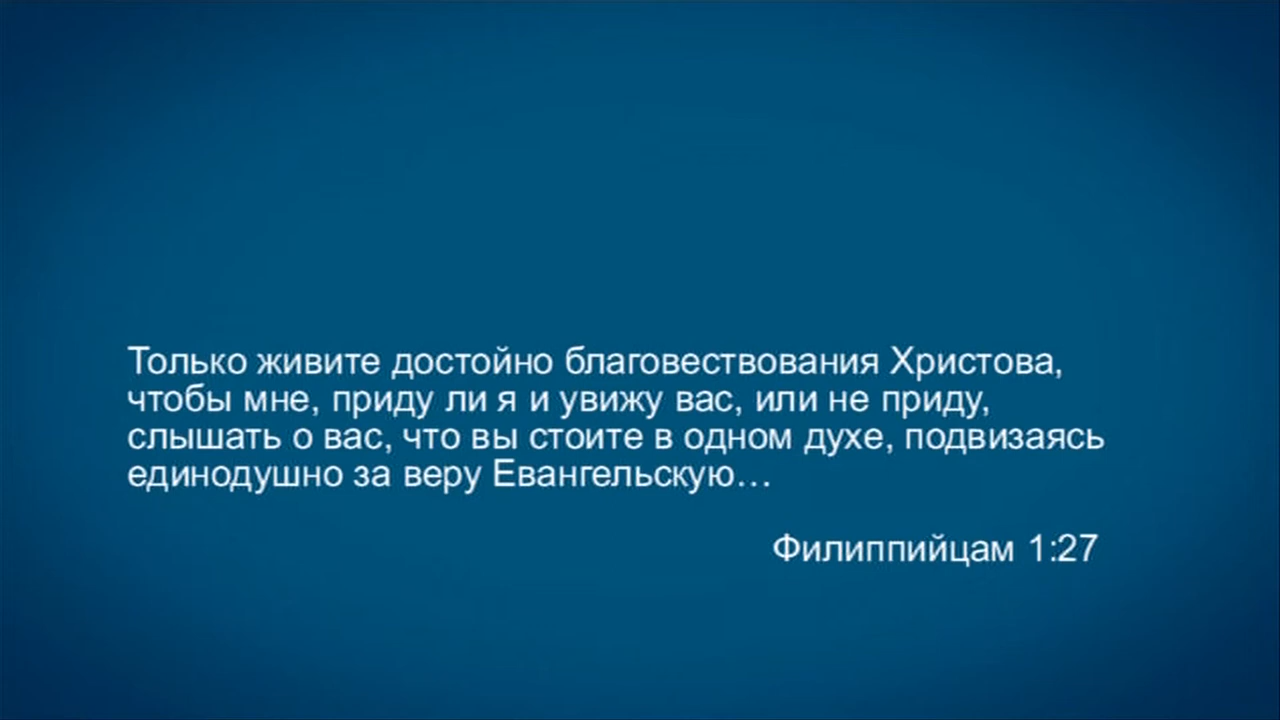 Только живите достойно благовествования Христова,
чтобы мне, приду ли я и увижу вас, или не приду,
слышать о вас, что вы стоите в одном духе, подвизаясь
единодушно за веру Евангельскую…
Филиппийцам 1:27